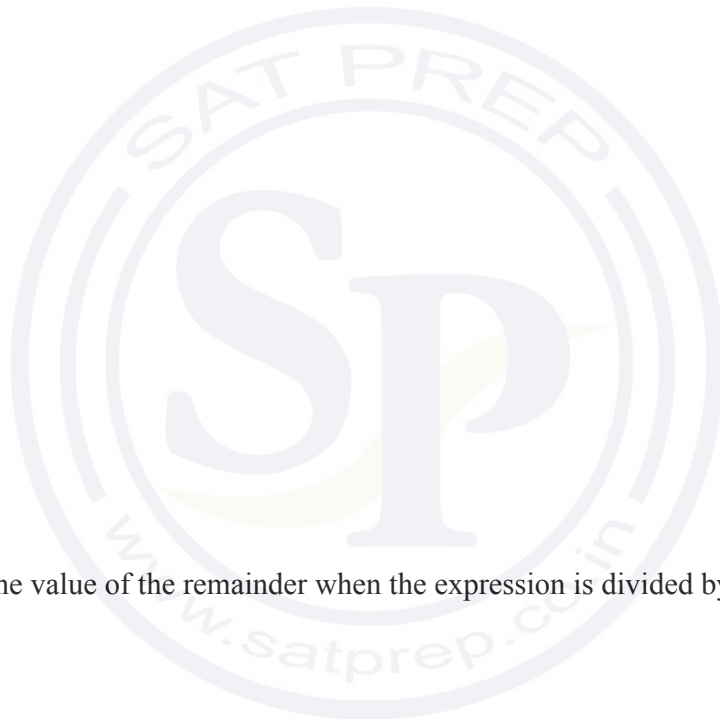 SAT PREP
SP
he value of the remainder when the expression is divided by
www.satprep.co.in